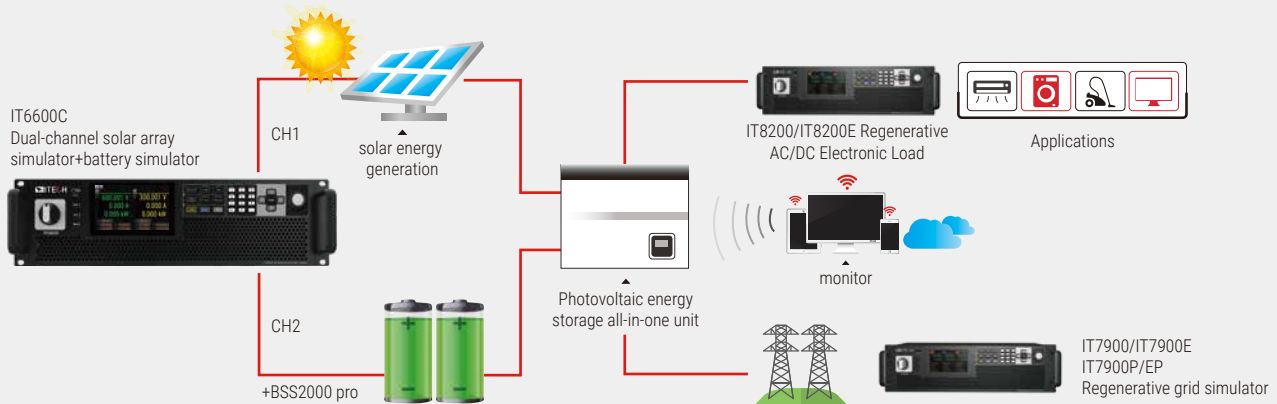 IT6600C
Dual-channel solar array
simulator+battery simulator
ITECH
CH1
solar energy
generation
CH2
+BSS2000 pro
Photovoltaic energy
storage all-in-one unit
IT8200/IT8200E Regenerative
AC/DC Electronic Load
Applications
monitor
IT7900/IT7900E
IT7900P/EP
Regenerative grid simulator